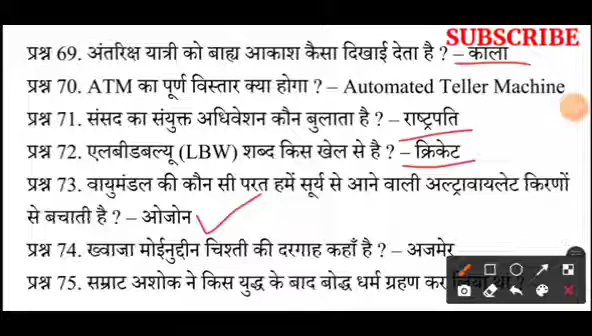 SUBSCRIBE
प्रश्न 69. अंतरिक्ष यात्री को बाह्य आकाश कैसा दिखाई देता है ? – काला
प्रश्न 70. ATM का पूर्ण विस्तार क्या होगा ? – Automated Teller Machine
प्रश्न 71. संसद का संयुक्त अधिवेशन कौन बुलाता है ? – राष्ट्रपति
प्रश्न 72. एलबीडबल्यू (LBW) शब्द किस खेल से है ? – क्रिकेट
प्रश्न 73. वायुमंडल की कौन सी परत हमें सूर्य से आने वाली अल्ट्रावायलेट किरणों
से बचाती है ? – ओजोन
प्रश्न 74. ख्वाजा मोईनुद्दीन चिश्ती की दरगाह कहाँ है ? – अजमेर
प्रश्न 75. सम्राट अशोक ने किस युद्ध के बाद बोद्ध धर्म ग्रहण कर लिया था ? –